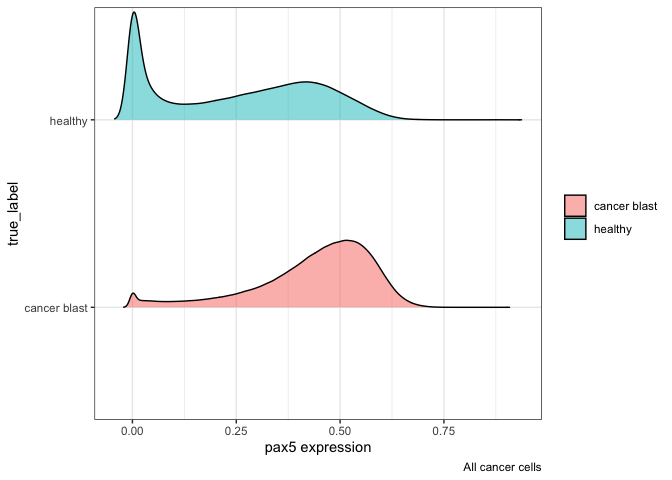 healthy
cancer blast
true_label
0.00
0.25
0.50
0.75
pax5 expression
All cancer cells
cancer blast
healthy